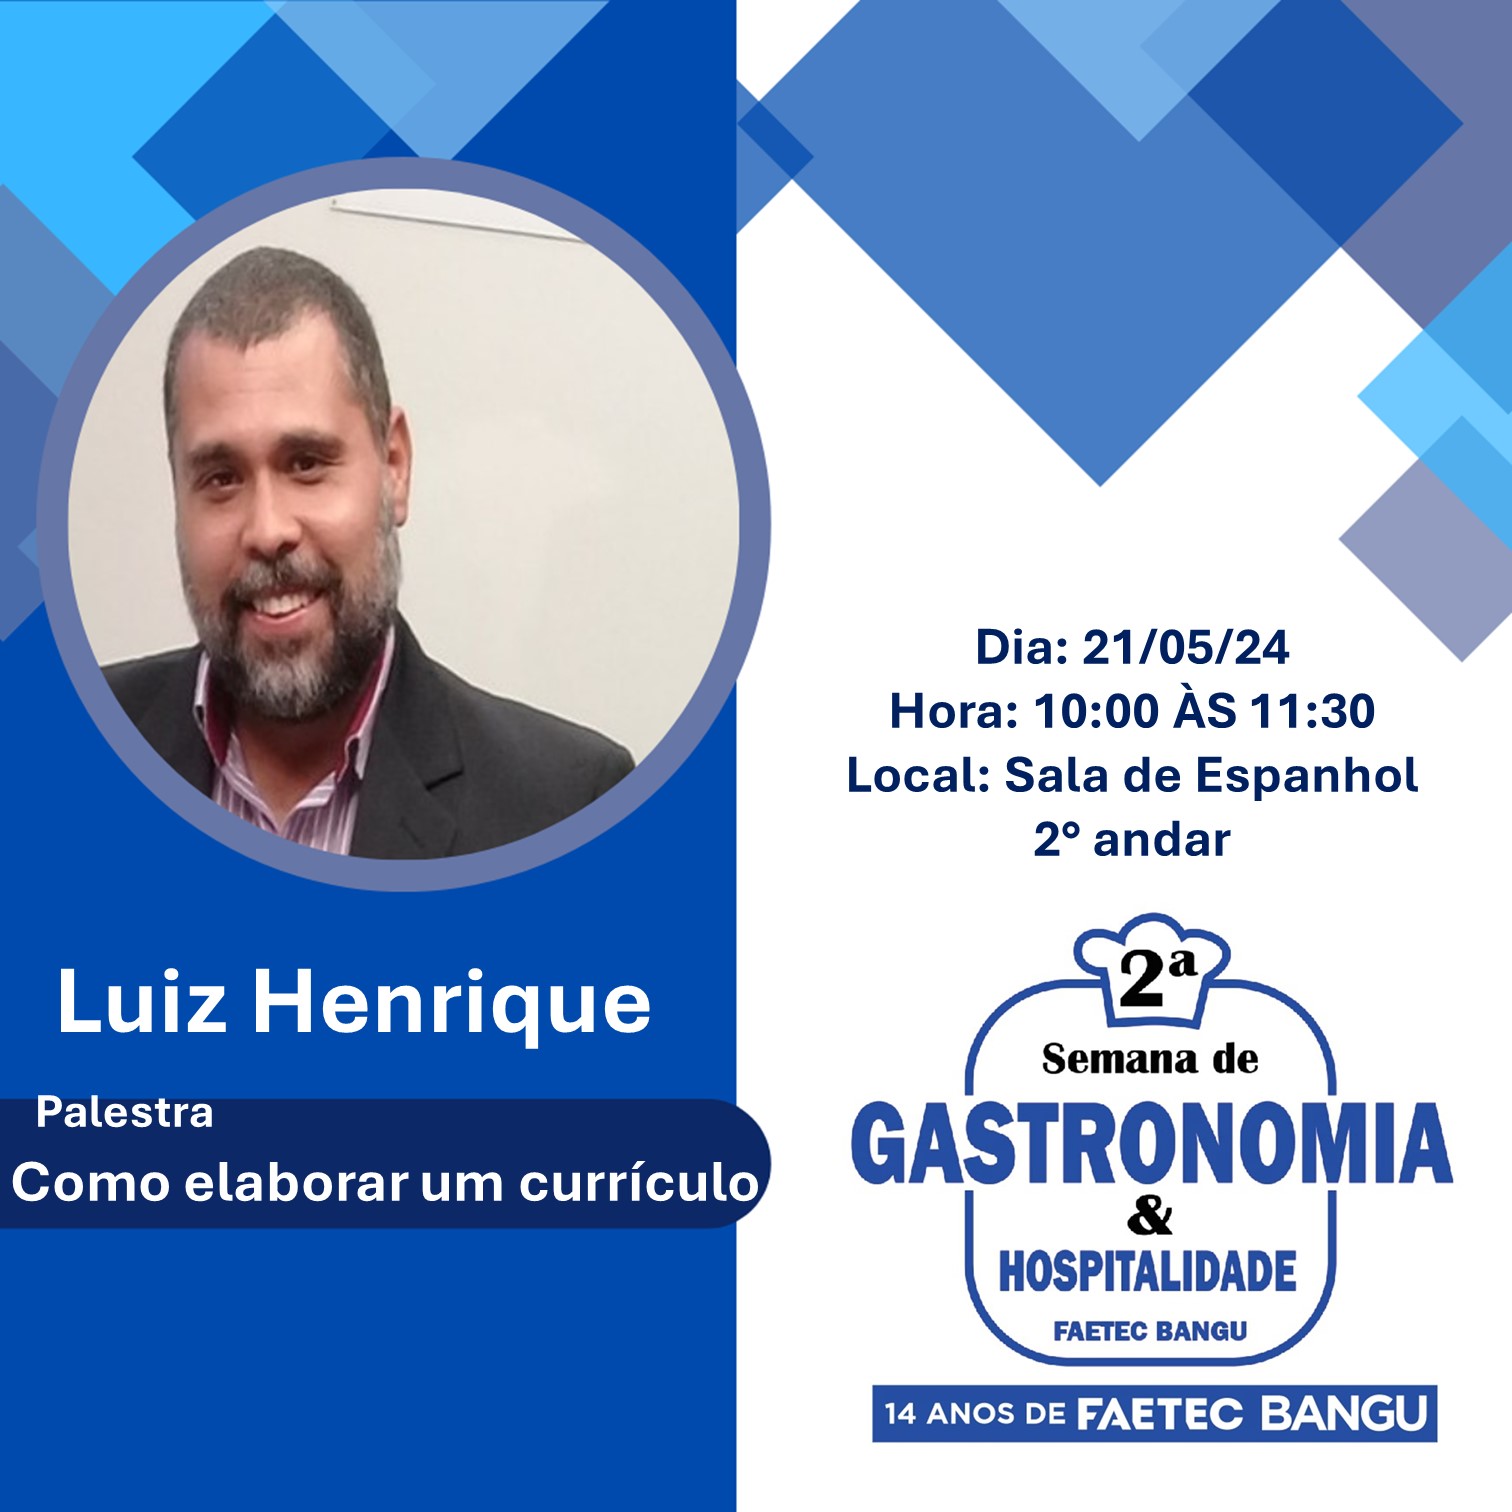 Luiz Henrique
Palestra
Como elaborar um currículo
Dia: 21/05/24
Hora: 10:00 ÀS 11:30
Local: Sala de Espanhol
2° andar
2ª
Semana de
GASTRONOMIA
&
HOSPITALIDADE
FAETEC BANGU
14 ANOS DE FAETEC BANGU